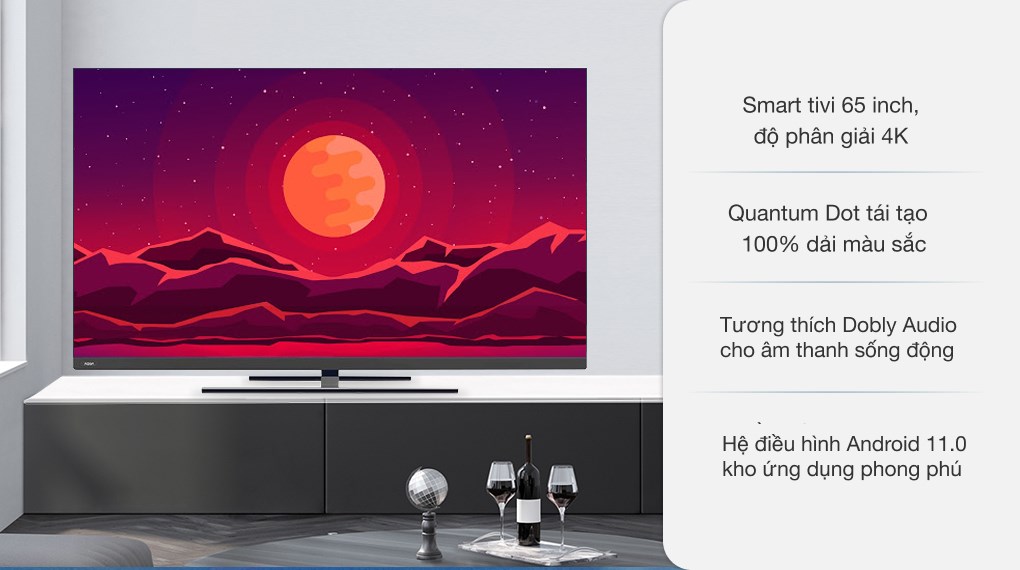 Smart tivi 65 inch,
độ phân giải 4K
Quantum Dot tái tạo
100% dải màu sắc
Tương thích Dobly Audio
cho âm thanh sống động
Hệ điều hình Android 11.0
kho ứng dụng phong phú